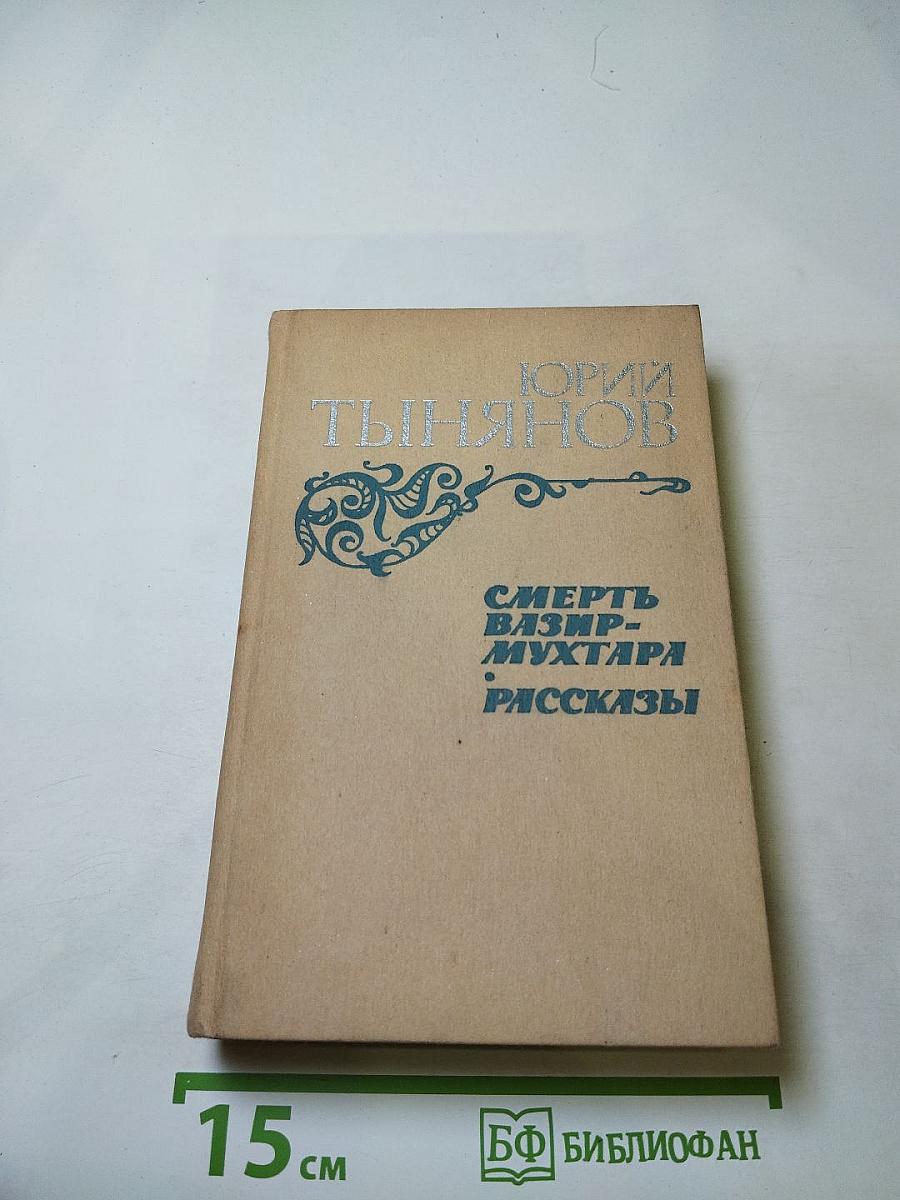 ЮРИЙ
ТЫНЯНОВ
СМЕРТЬ
ВАЗИР-
МУХТАРА
•
РАССКАЗЫ
15 см
БФ БИБЛИОФАН